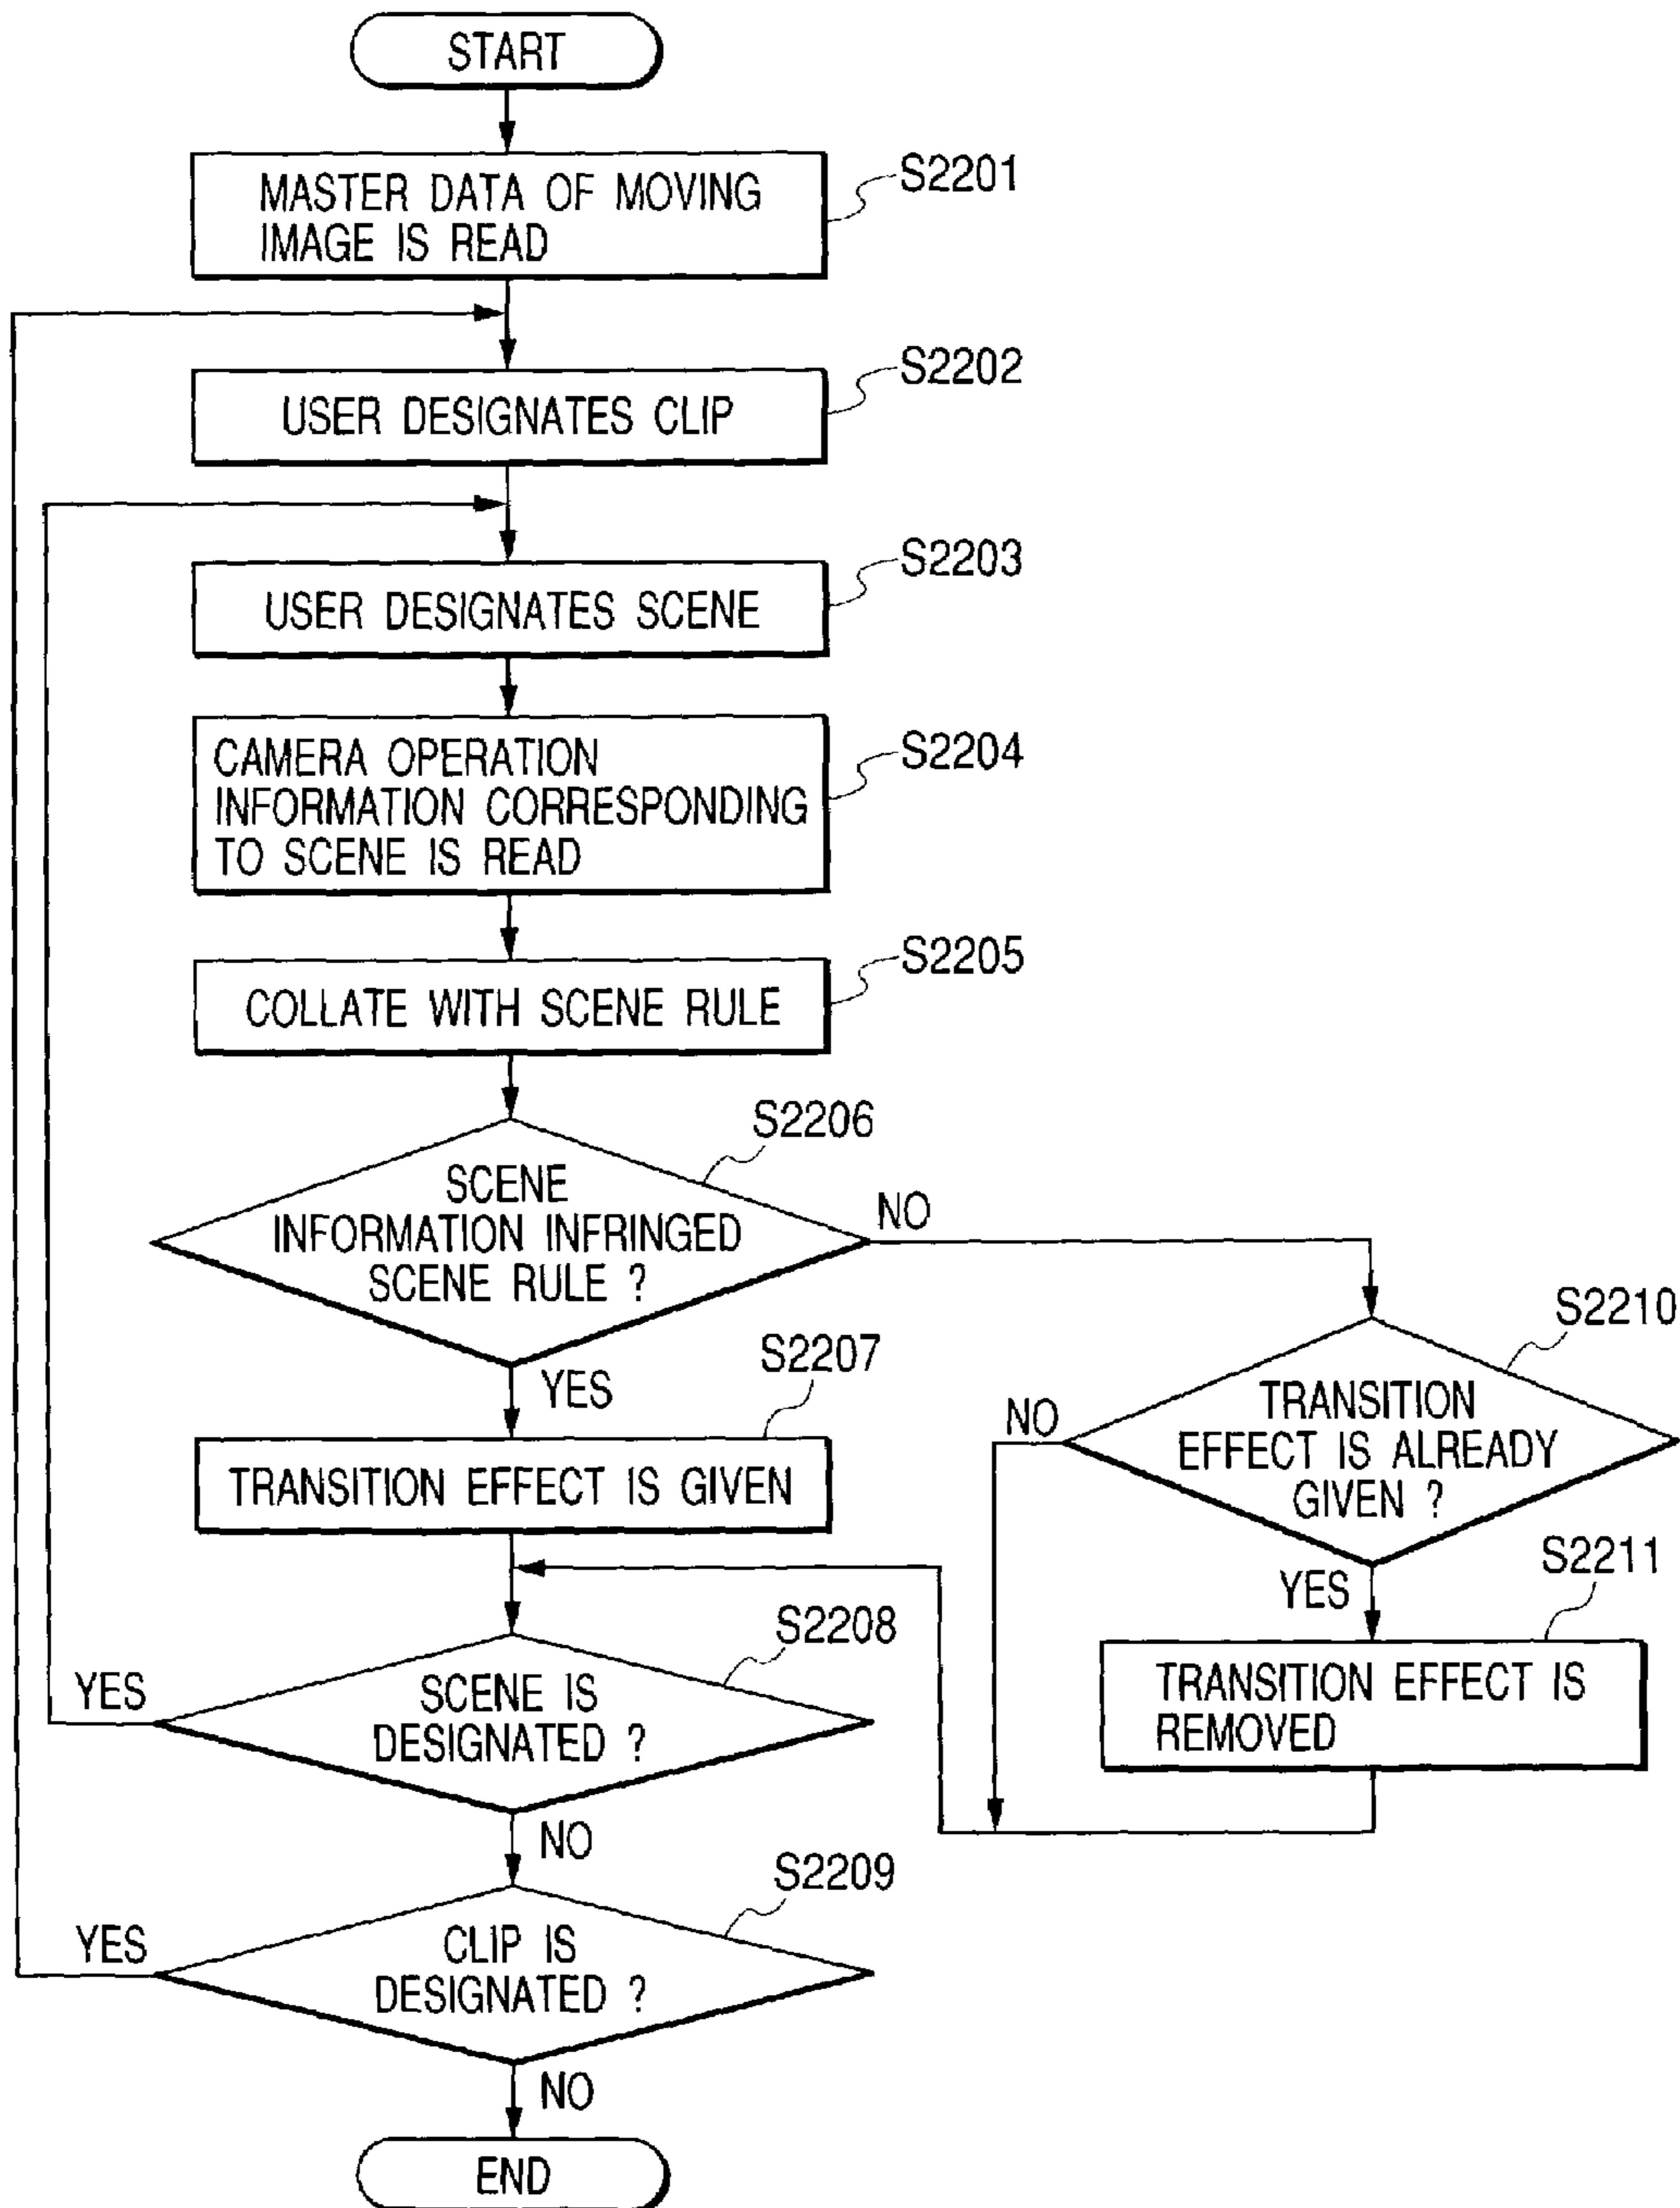 START
MASTER DATA OF MOVING
IMAGE IS READ
S2201
USER DESIGNATES CLIP
S2202
USER DESIGNATES SCENE
S2203
CAMERA OPERATION
INFORMATION CORRESPONDING
TO SCENE IS READ
S2204
COLLATE WITH SCENE RULE
S2205
SCENE
INFORMATION INFRINGED
SCENE RULE ?
S2206
NO
YES
TRANSITION EFFECT IS GIVEN
S2207
TRANSITION
EFFECT IS ALREADY
GIVEN ?
S2210
NO
YES
TRANSITION EFFECT IS
REMOVED
S2211
SCENE IS
DESIGNATED ?
S2208
YES
NO
CLIP IS
DESIGNATED ?
S2209
YES
NO
END